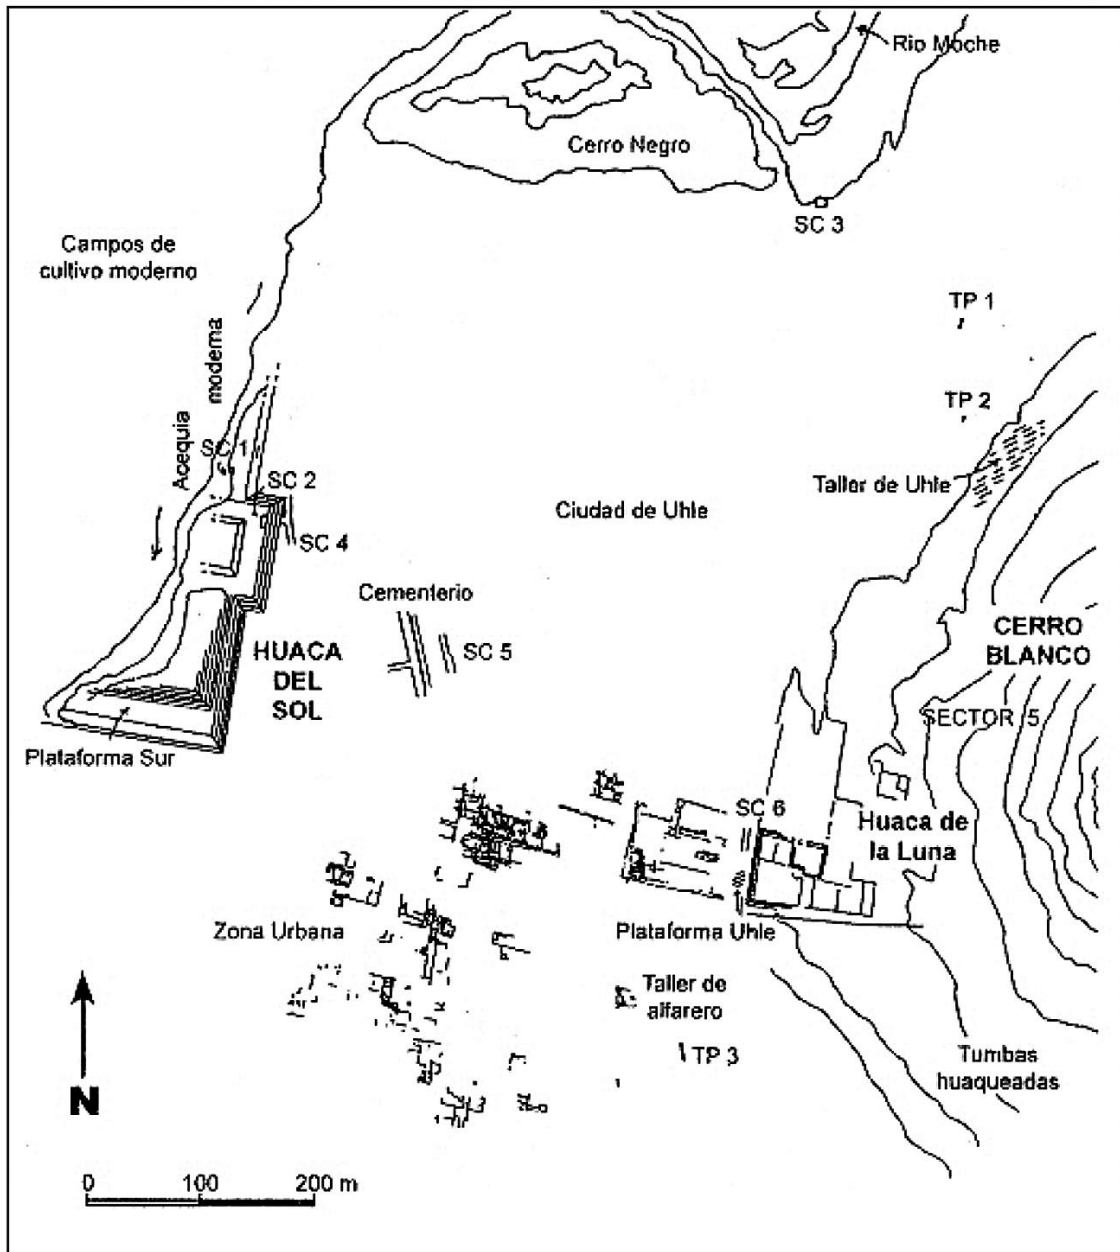 Rio Moche
Cerro Negro
SC 3
Campos de
cultivo moderno
TP 1
Acequia moderna
TP 2
SC 1
SC 2
Taller de Uhle
Ciudad de Uhle
SC 4
Cementerio
HUACA
DEL
SOL
SC 5
CERRO
BLANCO
SECTOR 5
Plataforma Sur
SC 6
Huaca de
la Luna
Zona Urbana
Plataforma Uhle
Taller de
alfarero
TP 3
Tumbas
huaqueadas
N
0 100 200 m